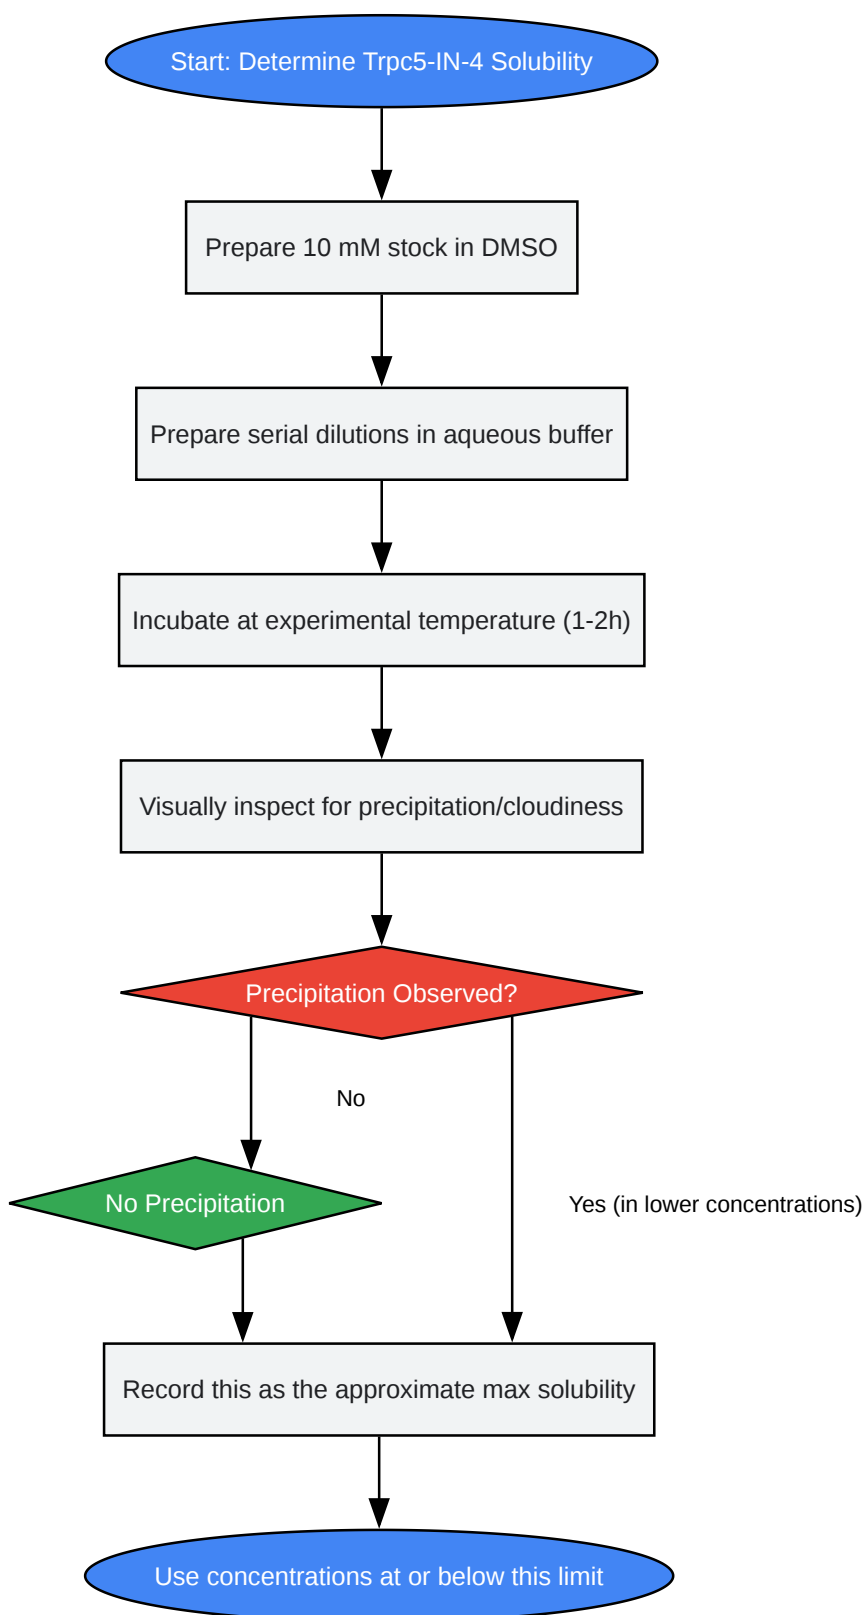 Start: Determine Trpc5-IN-4 Solubility
Prepare 10 mM stock in DMSO
Prepare serial dilutions in aqueous buffer
Incubate at experimental temperature (1-2h)
Visually inspect for precipitation/cloudiness
Precipitation Observed?
No
No Precipitation
Yes (in lower concentrations)
Record this as the approximate max solubility
Use concentrations at or below this limit